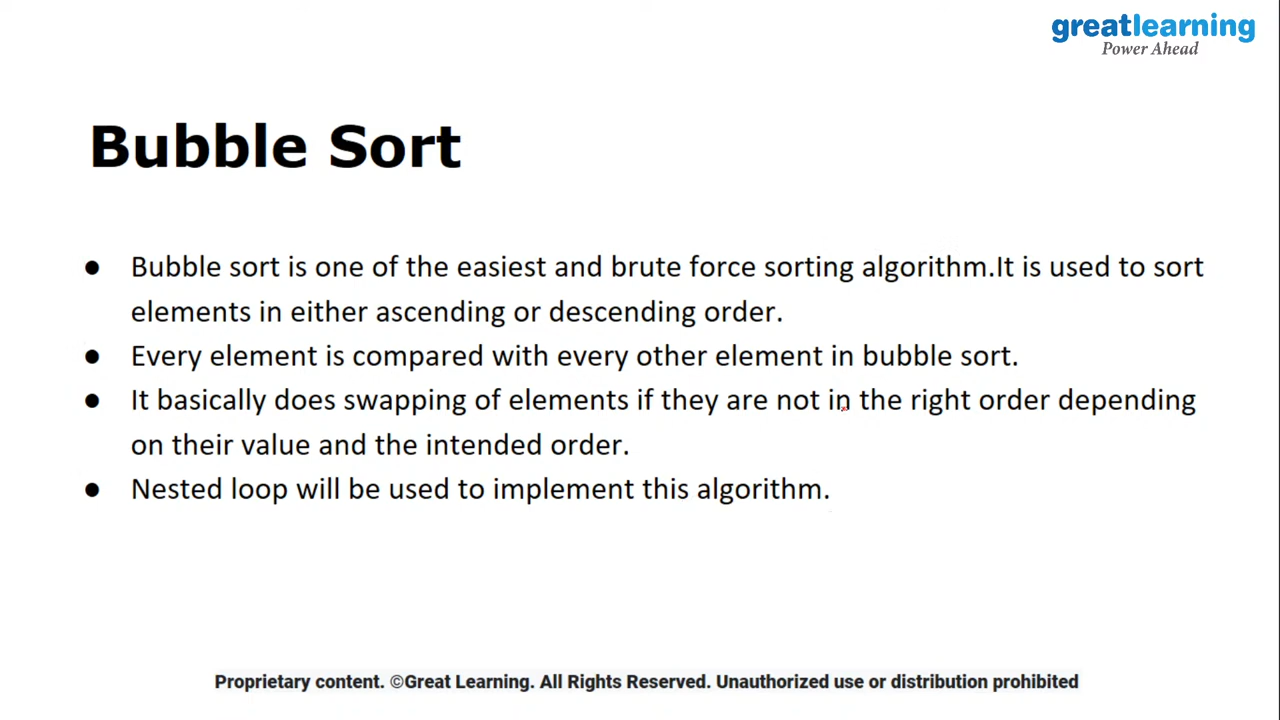 greatlearning
Power Ahead
Bubble Sort
● Bubble sort is one of the easiest and brute force sorting algorithm.It is used to sort
elements in either ascending or descending order.
● Every element is compared with every other element in bubble sort.
● It basically does swapping of elements if they are not in the right order depending
on their value and the intended order.
● Nested loop will be used to implement this algorithm.
Proprietary content. ©Great Learning. All Rights Reserved. Unauthorized use or distribution prohibited